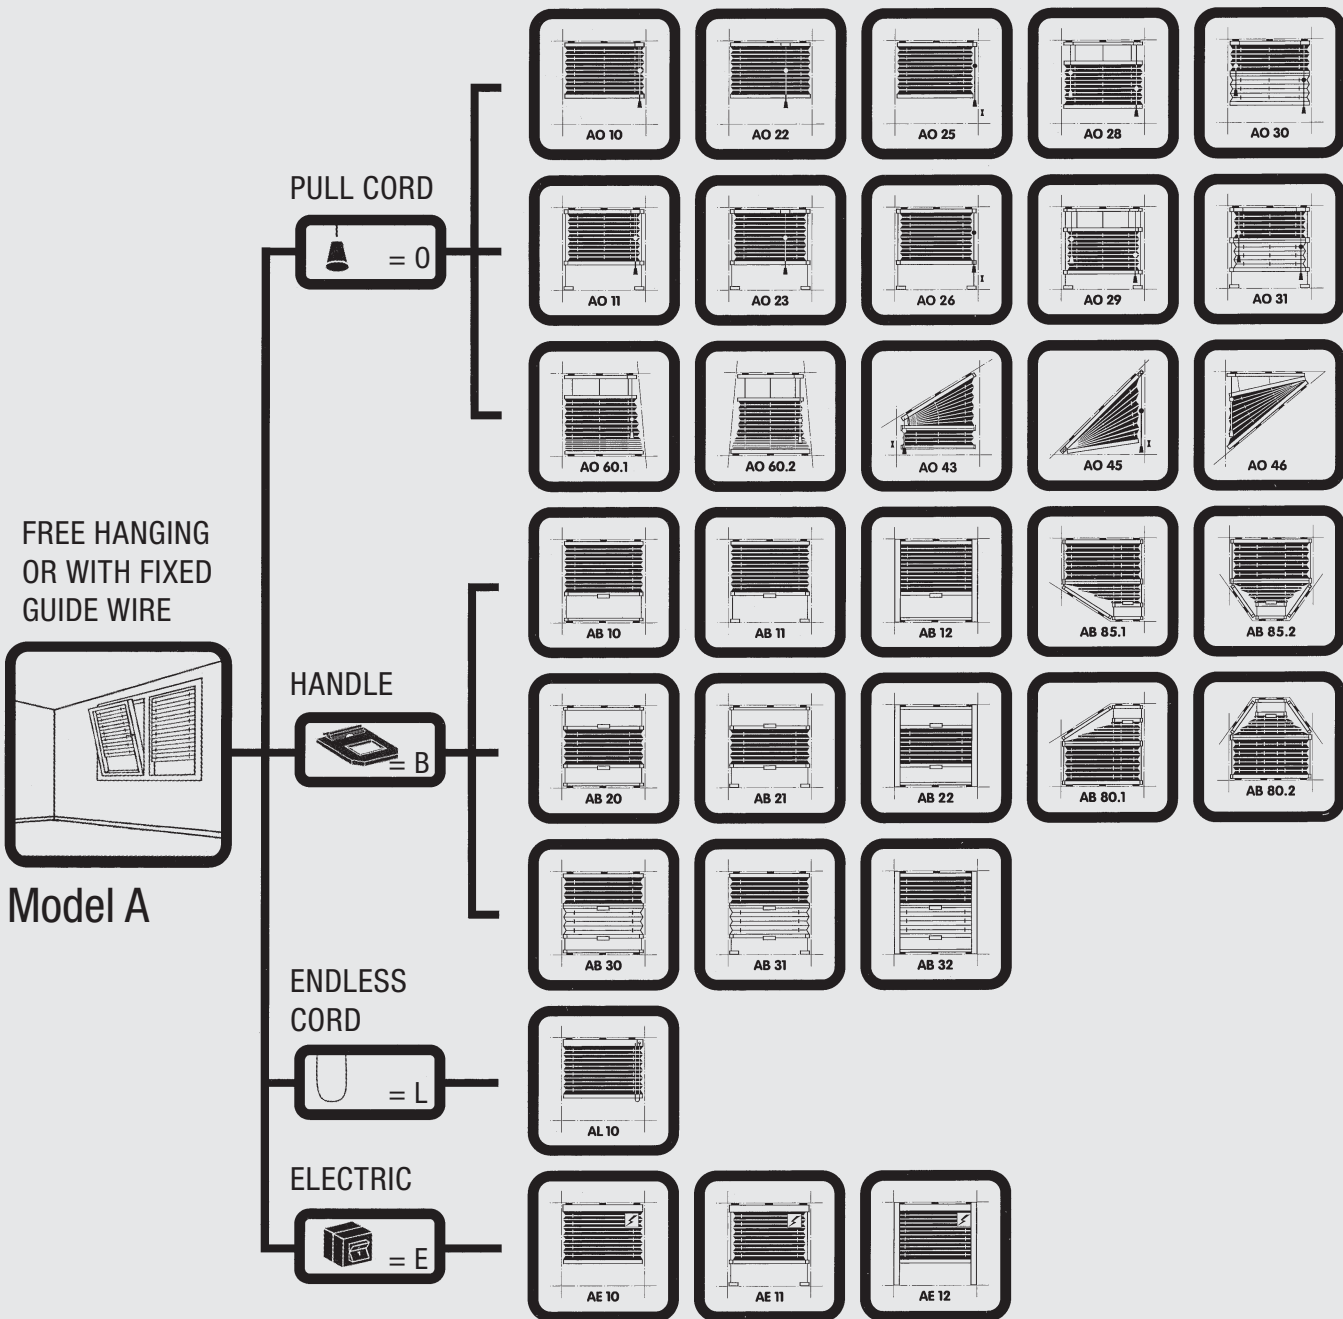 PULL CORD
= 0
AO 10
AO 22
AO 25
I
AO 28
AO 30
AO 11
AO 23
AO 26
I
AO 29
AO 31
AO 60.1
AO 60.2
I
AO 43
AO 45
I
AO 46
FREE HANGING
OR WITH FIXED
GUIDE WIRE
Model A
HANDLE
= B
AB 10
AB 11
AB 12
AB 85.1
AB 85.2
AB 20
AB 21
AB 22
AB 80.1
AB 80.2
AB 30
AB 31
AB 32
ENDLESS
CORD
= L
AL 10
ELECTRIC
= E
AE 10
AE 11
AE 12